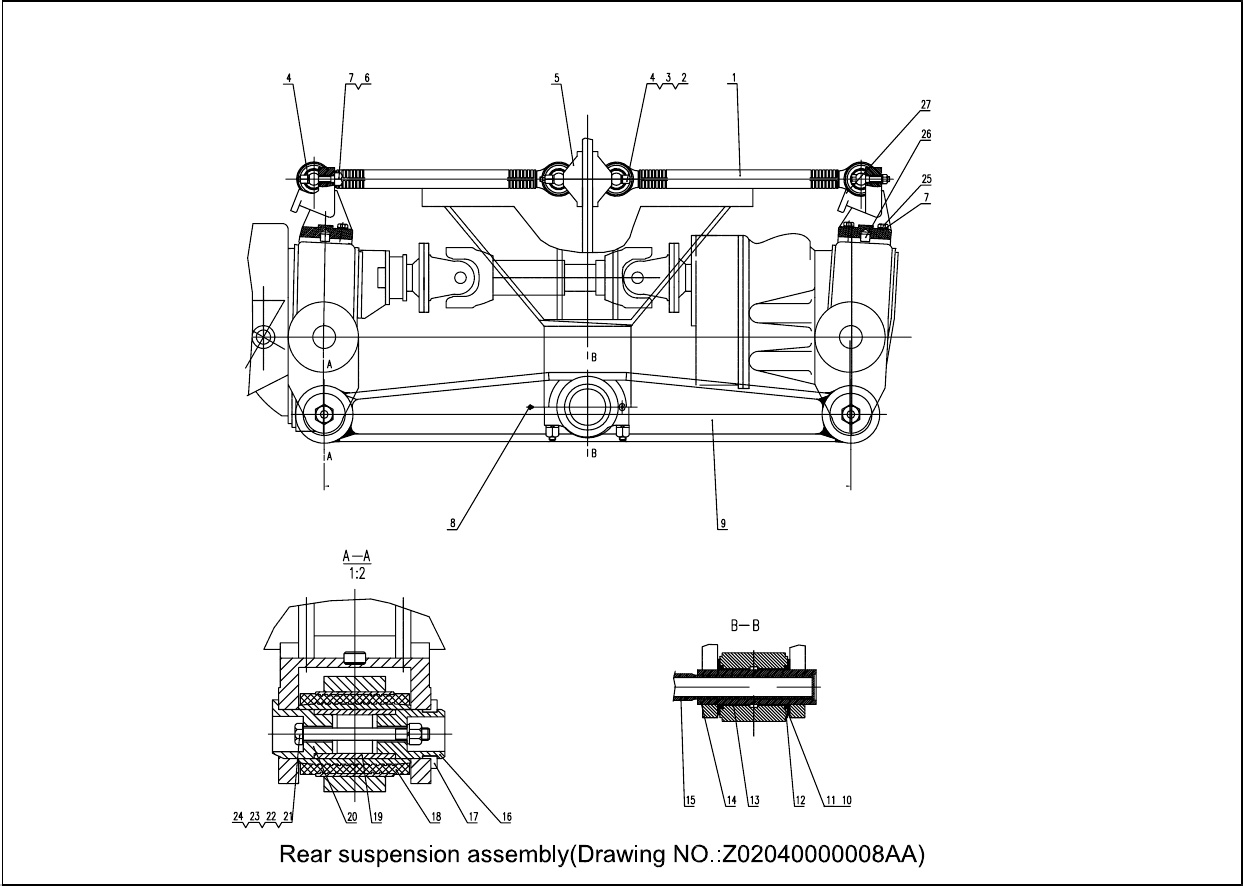 4 7 6 5 4 3 2 1
27
26
25
7
A B
A B
8 9
A—A
1:2
B—B
15 14 13 12 11 10
24 23 22 21 20 19 18 17 16
Rear suspension assembly(Drawing NO.:Z02040000008AA)